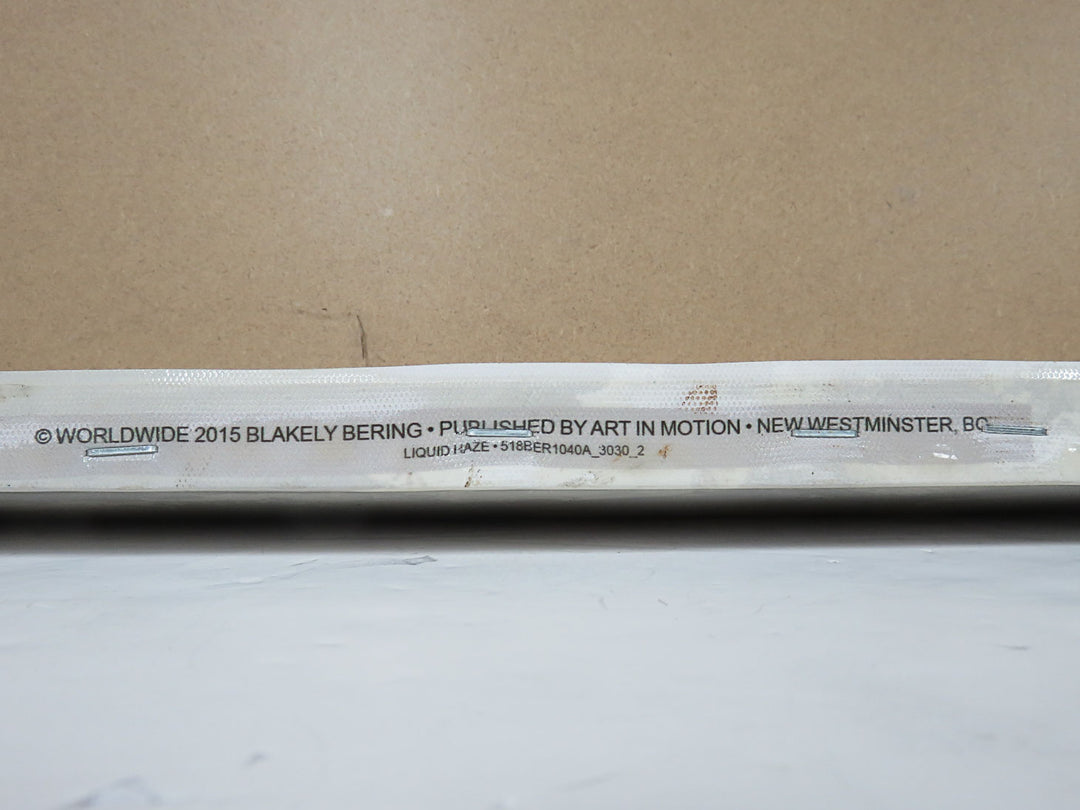 © WORLDWIDE 2015 BLAKELY BERING • PUBLISHED BY ART IN MOTION • NEW WESTMINSTER, BC
LIQUID HAZE • 518BER1040A_3030_2